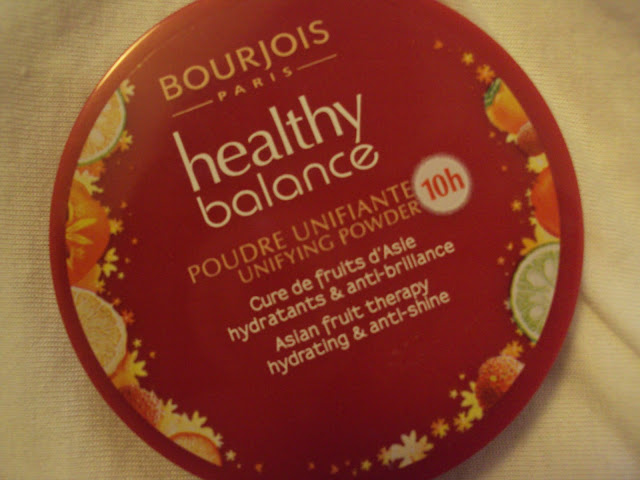 BOURJOIS
PARIS
healthy
balance
10h
POUDRE UNIFIANTE
UNIFYING POWDER
Cure de fruits d'Asie
hydratants & anti-brillance
Asian fruit therapy
hydrating & anti-shine